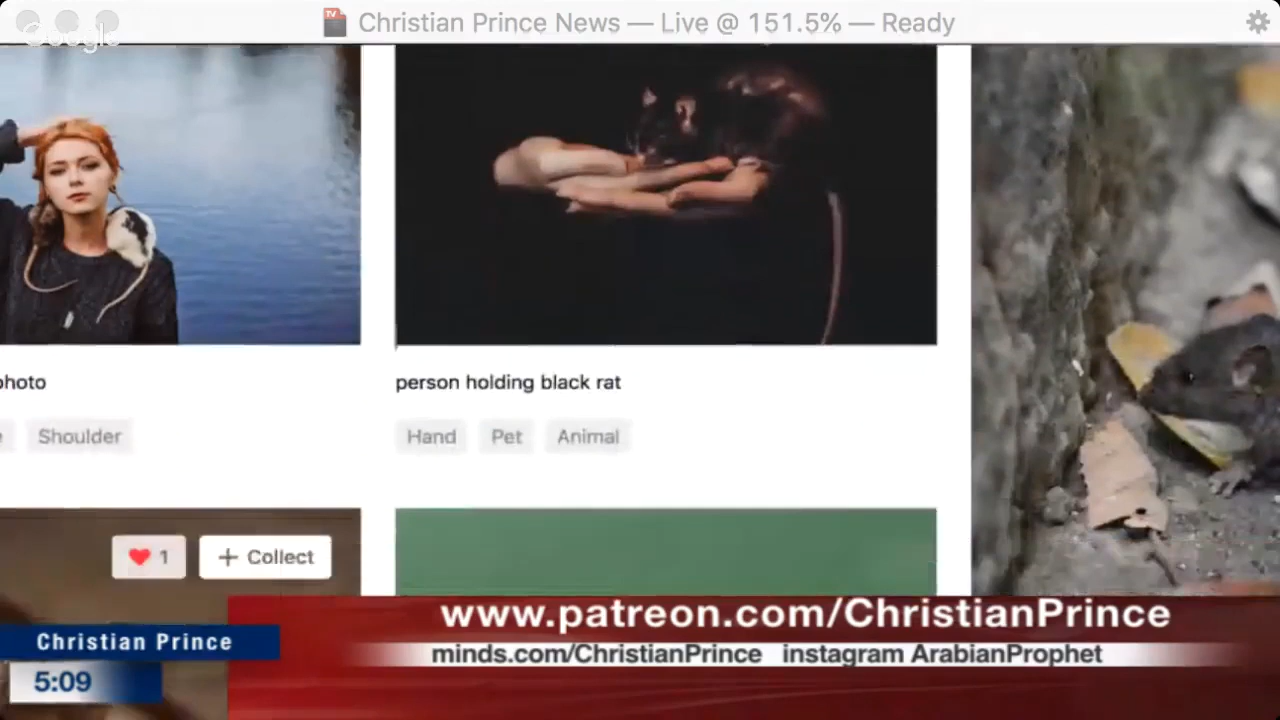 Google
Christian Prince News — Live @ 151.5% — Ready
photo
person holding black rat
Shoulder
Hand Pet Animal
1 + Collect
www.patreon.com/ChristianPrince
Christian Prince
minds.com/ChristianPrince instagram ArabianProphet
5:09